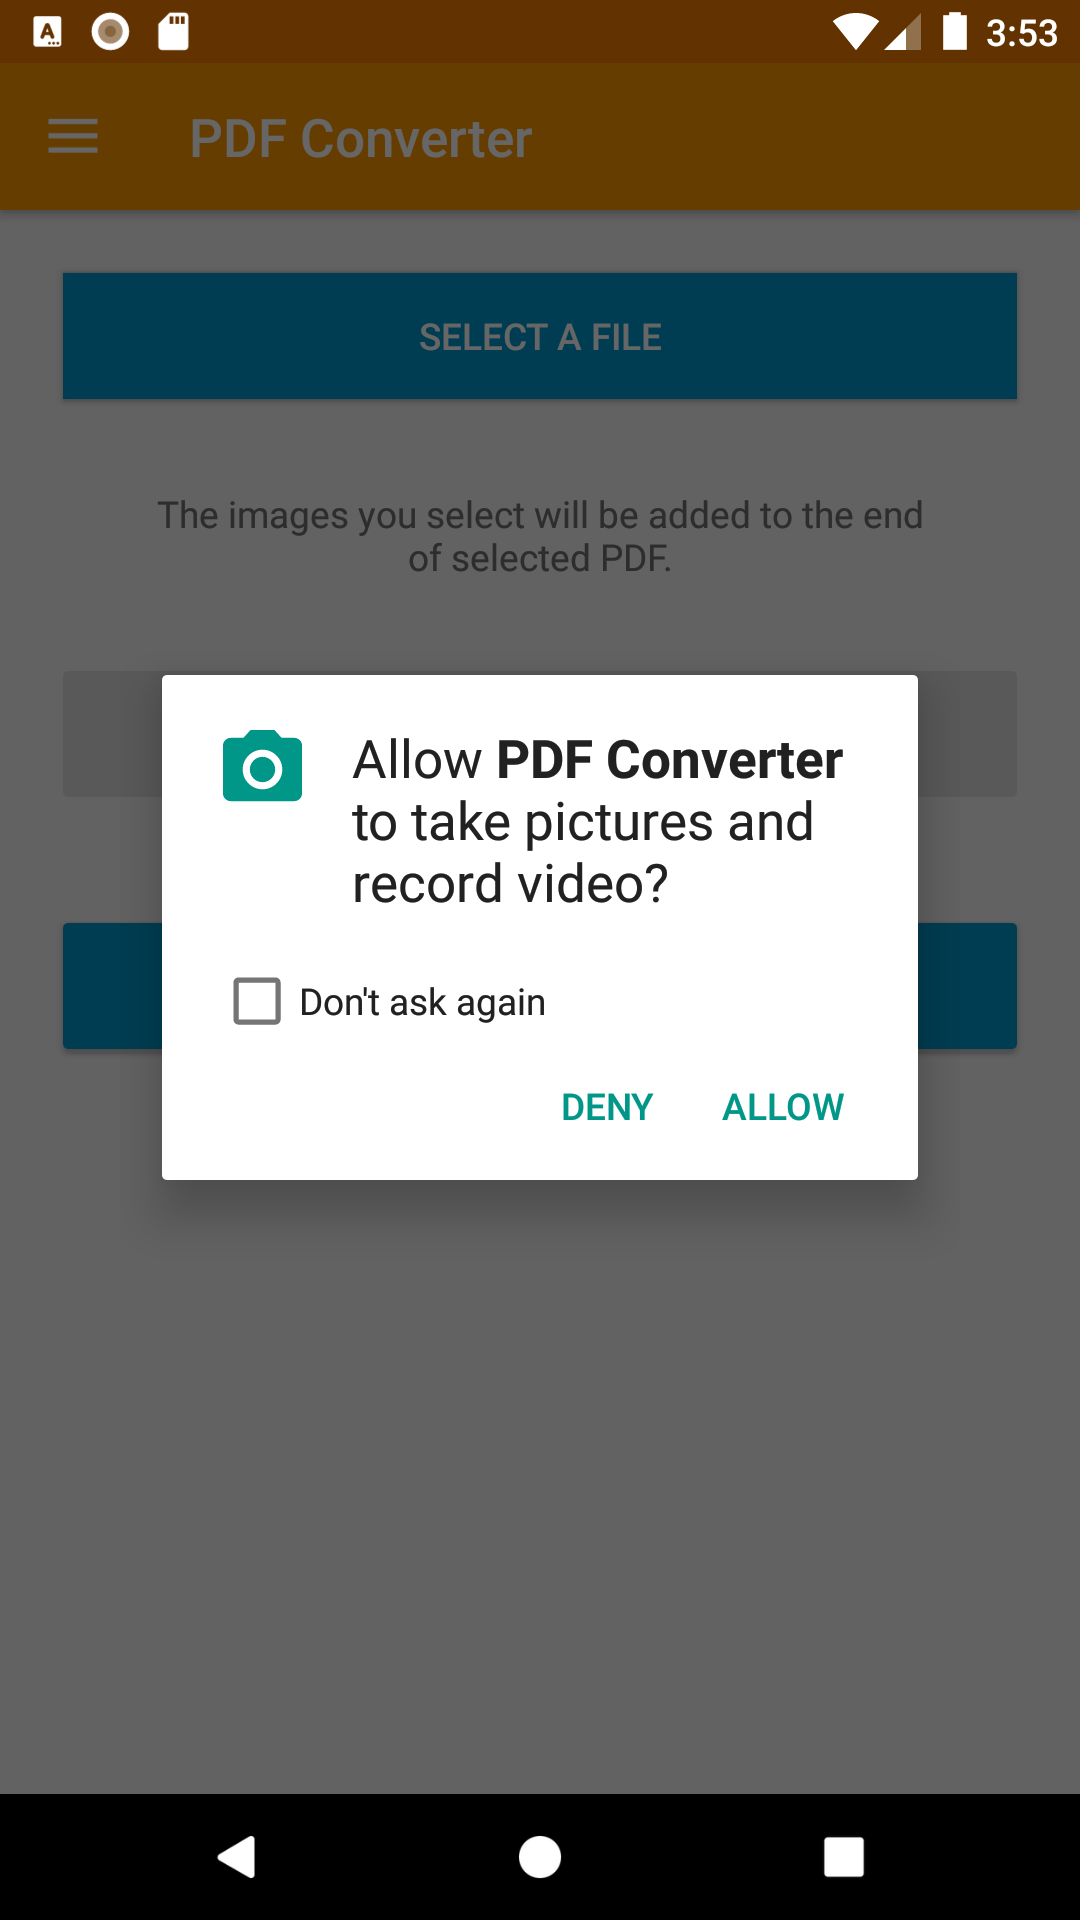 3:53
PDF Converter
SELECT A FILE
The images you select will be added to the end
of selected PDF.
Allow PDF Converter
to take pictures and
record video?
Don't ask again
DENY ALLOW